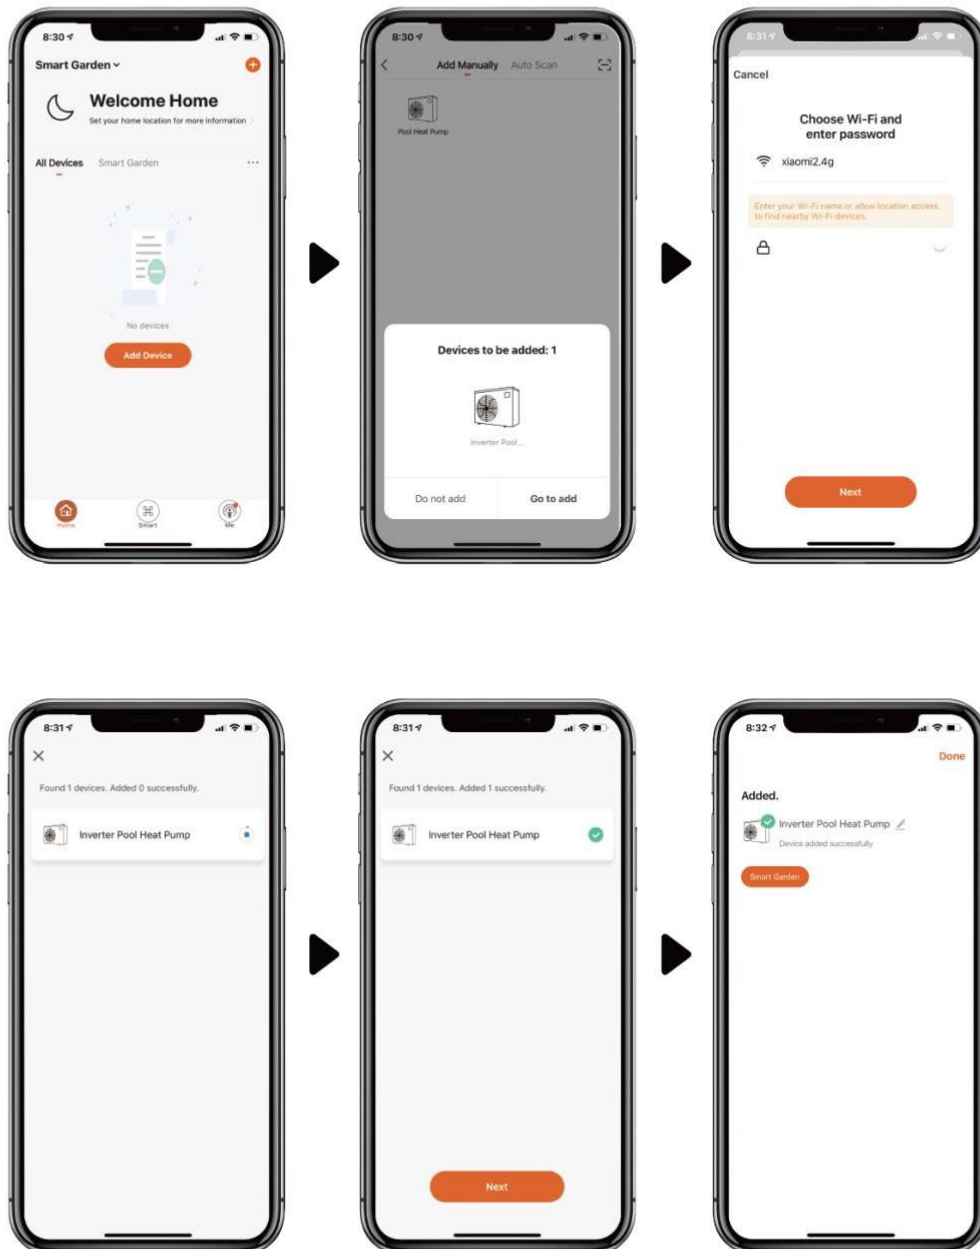 8:30
Smart Garden
Welcome Home
Set your home location for more information
All Devices Smart Garden
No devices
Add Device
Home Smart Me
8:30
Add Manually Auto Scan
Pool Heat Pump
Devices to be added: 1
Inverter Pool...
Do not add Go to add
8:31
Cancel
Choose Wi-Fi and
enter password
xiaomi2.4g
Enter your Wi-Fi name or allow location access
to find nearby Wi-Fi devices.
Next
8:31
Found 1 devices. Added 0 successfully.
Inverter Pool Heat Pump
8:31
Found 1 devices. Added 1 successfully.
Inverter Pool Heat Pump
Next
8:32
Done
Added.
Inverter Pool Heat Pump
Device added successfully
Smart Garden